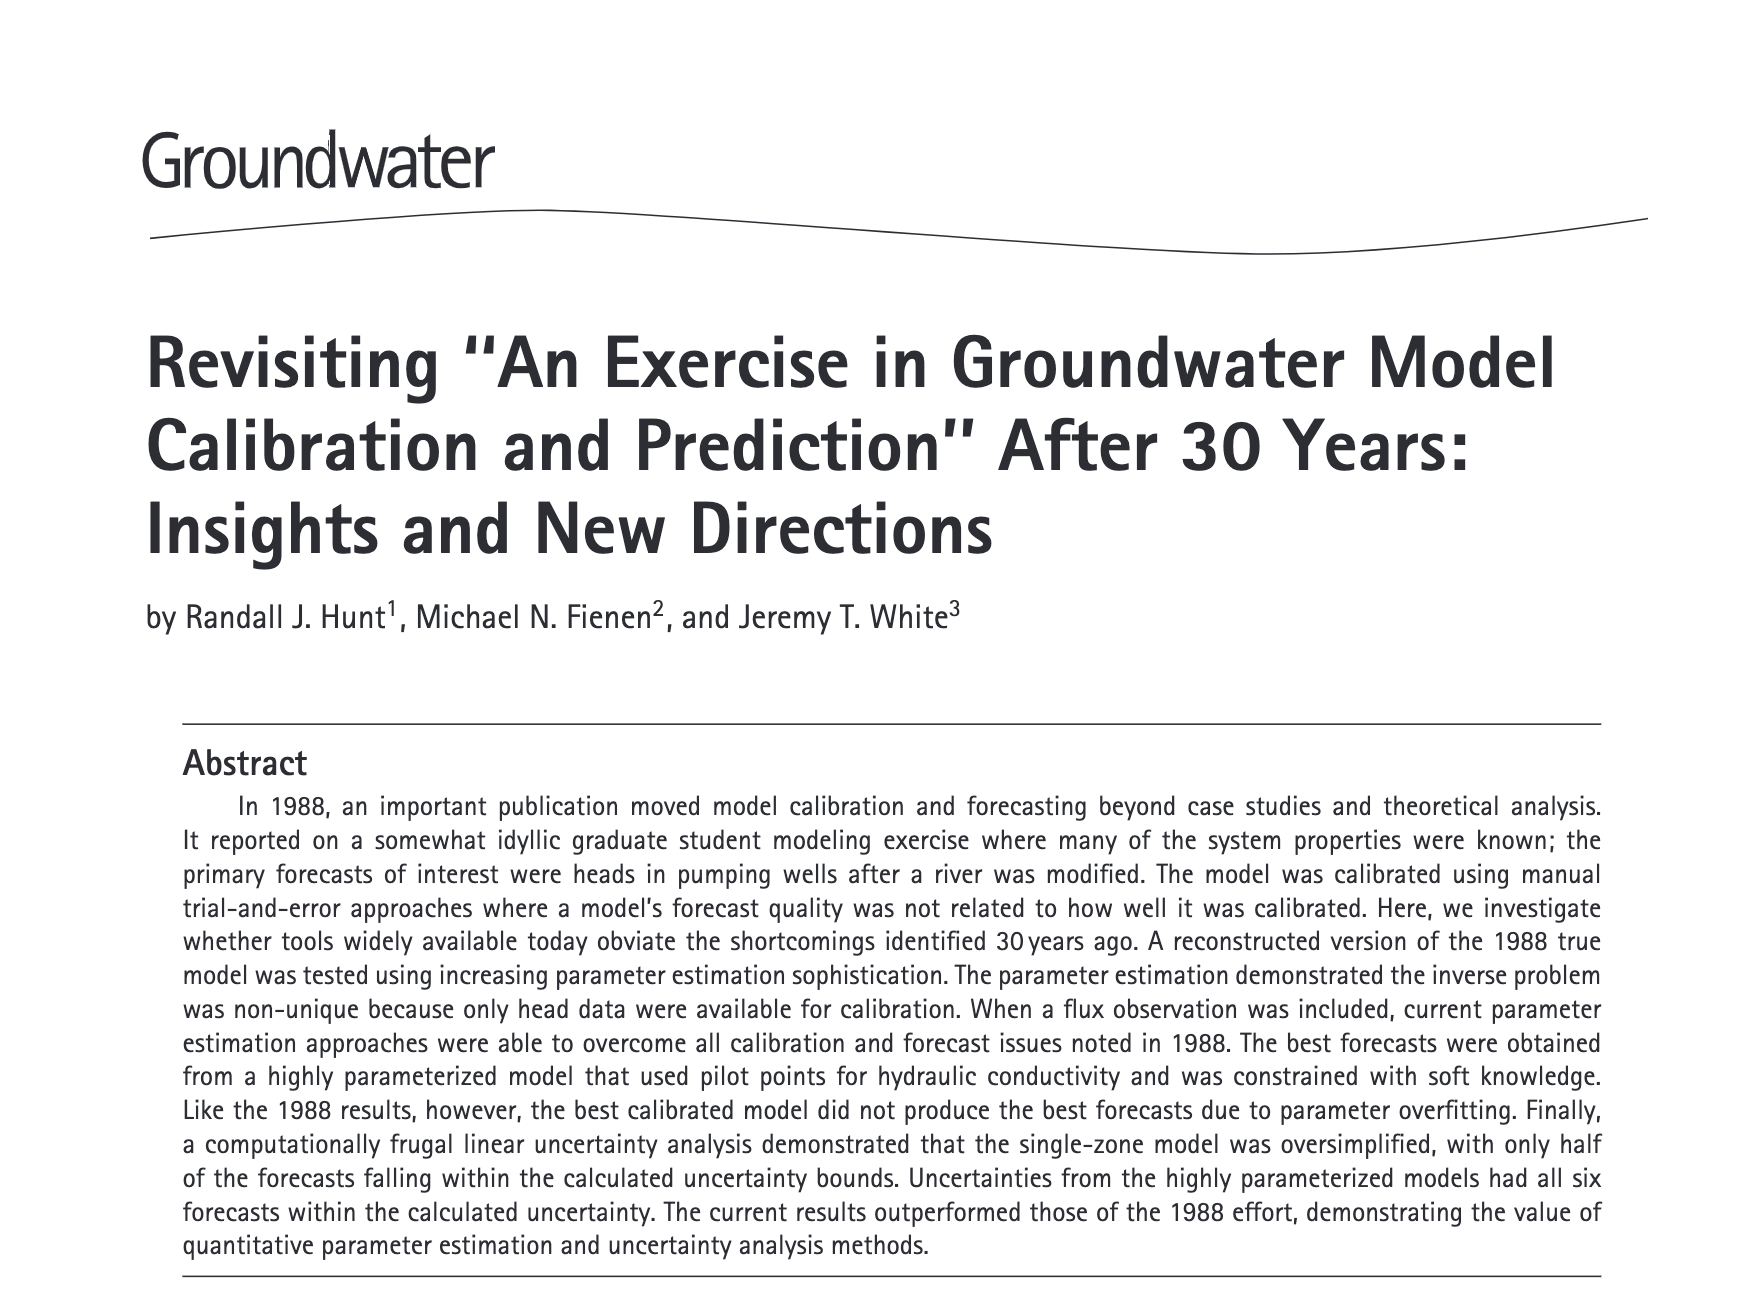 Groundwater
Revisiting “An Exercise in Groundwater Model
Calibration and Prediction” After 30 Years:
Insights and New Directions
by Randall J. Hunt¹, Michael N. Fienen², and Jeremy T. White³
Abstract
In 1988, an important publication moved model calibration and forecasting beyond case studies and theoretical analysis.
It reported on a somewhat idyllic graduate student modeling exercise where many of the system properties were known; the
primary forecasts of interest were heads in pumping wells after a river was modified. The model was calibrated using manual
trial-and-error approaches where a model’s forecast quality was not related to how well it was calibrated. Here, we investigate
whether tools widely available today obviate the shortcomings identified 30 years ago. A reconstructed version of the 1988 true
model was tested using increasing parameter estimation sophistication. The parameter estimation demonstrated the inverse problem
was non-unique because only head data were available for calibration. When a flux observation was included, current parameter
estimation approaches were able to overcome all calibration and forecast issues noted in 1988. The best forecasts were obtained
from a highly parameterized model that used pilot points for hydraulic conductivity and was constrained with soft knowledge.
Like the 1988 results, however, the best calibrated model did not produce the best forecasts due to parameter overfitting. Finally,
a computationally frugal linear uncertainty analysis demonstrated that the single-zone model was oversimplified, with only half
of the forecasts falling within the calculated uncertainty bounds. Uncertainties from the highly parameterized models had all six
forecasts within the calculated uncertainty. The current results outperformed those of the 1988 effort, demonstrating the value of
quantitative parameter estimation and uncertainty analysis methods.